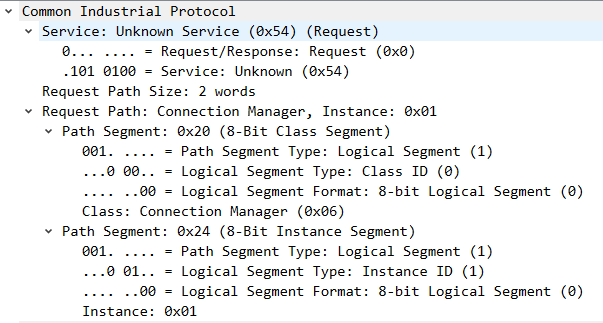 Common Industrial Protocol
Service: Unknown Service (0x54) (Request)
0... .... = Request/Response: Request (0x0)
.101 0100 = Service: Unknown (0x54)
Request Path Size: 2 words
Request Path: Connection Manager, Instance: 0x01
Path Segment: 0x20 (8-Bit Class Segment)
001. .... = Path Segment Type: Logical Segment (1)
...0 00.. = Logical Segment Type: Class ID (0)
.... ..00 = Logical Segment Format: 8-bit Logical Segment (0)
Class: Connection Manager (0x06)
Path Segment: 0x24 (8-Bit Instance Segment)
001. .... = Path Segment Type: Logical Segment (1)
...0 01.. = Logical Segment Type: Instance ID (1)
.... ..00 = Logical Segment Format: 8-bit Logical Segment (0)
Instance: 0x01